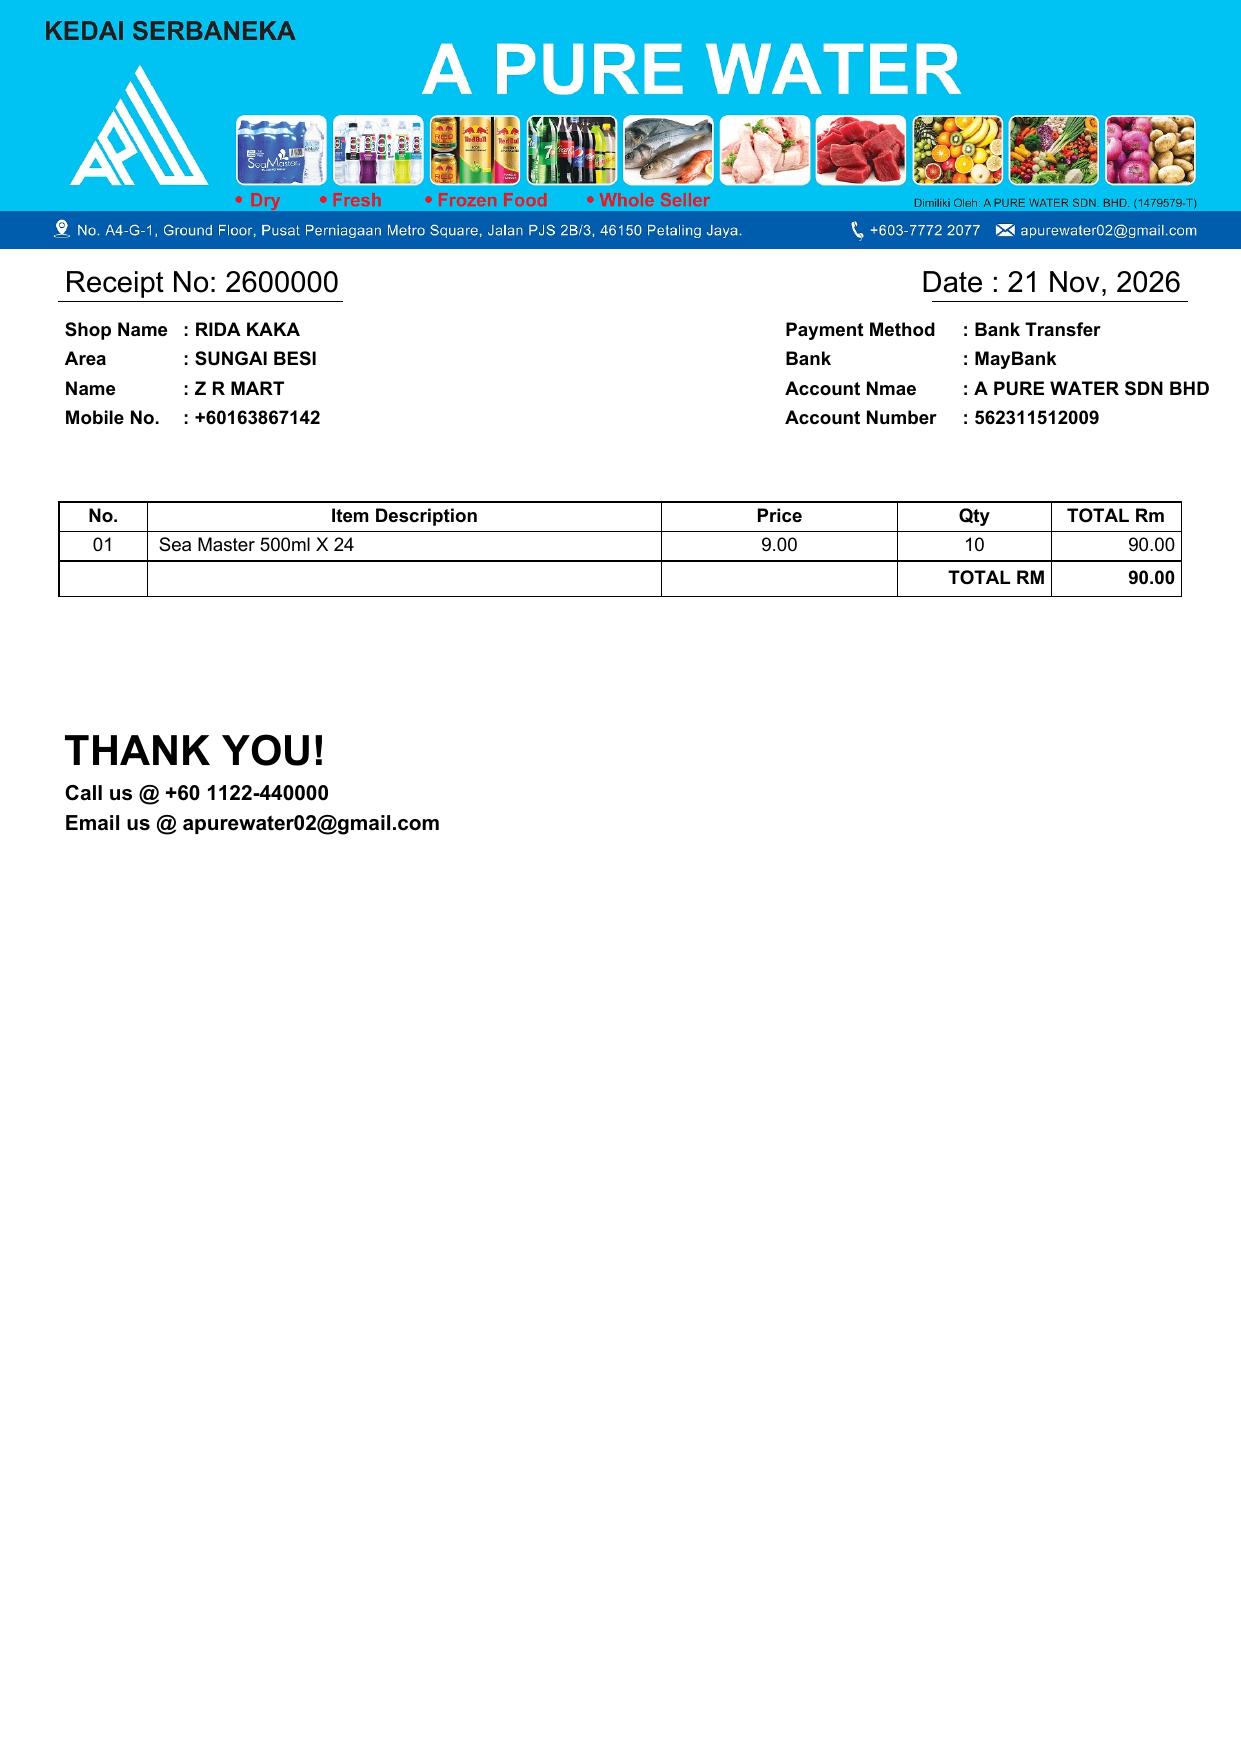 KEDAI SERBANEKA
A PURE WATER
APW
SeaMaster
• Dry • Fresh • Frozen Food • Whole Seller
Dimiliki Oleh: A PURE WATER SDN. BHD. (1479579-T)
No. A4-G-1, Ground Floor, Pusat Perniagaan Metro Square, Jalan PJS 2B/3, 46150 Petaling Jaya. +603-7772 2077 apurewater02@gmail.com
Receipt No: 2600000 Date : 21 Nov, 2026
Shop Name : RIDA KAKA Payment Method : Bank Transfer
Area : SUNGAI BESI Bank : MayBank
Name : Z R MART Account Nmae : A PURE WATER SDN BHD
Mobile No. : +60163867142 Account Number : 562311512009
No. Item Description Price Qty TOTAL Rm
01 Sea Master 500ml X 24 9.00 10 90.00
TOTAL RM 90.00
THANK YOU!
Call us @ +60 1122-440000
Email us @ apurewater02@gmail.com